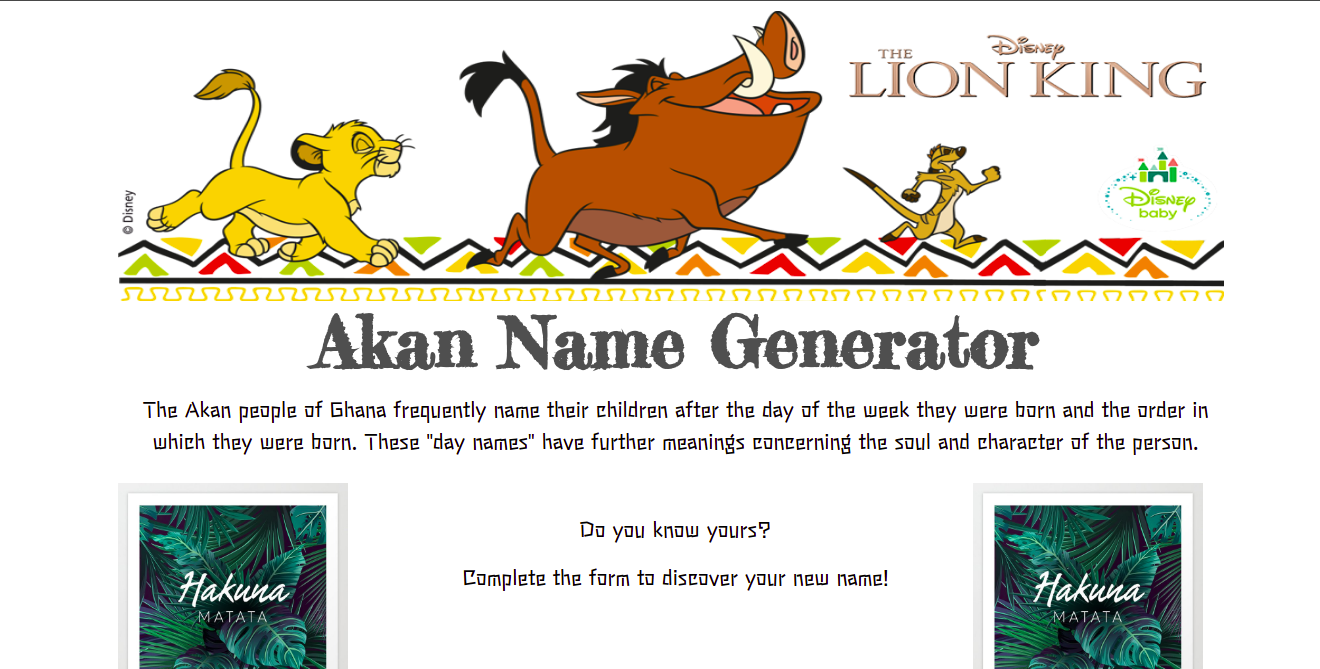 THE
Disney
LION KING
© Disney
Disney
baby
Akan Name Generator
The Akan people of Ghana frequently name their children after the day of the week they were born and the order in
which they were born. These "day names" have further meanings concerning the soul and character of the person.
Do you know yours?
Complete the form to discover your new name!
Hakuna
MATATA
Hakuna
MATATA